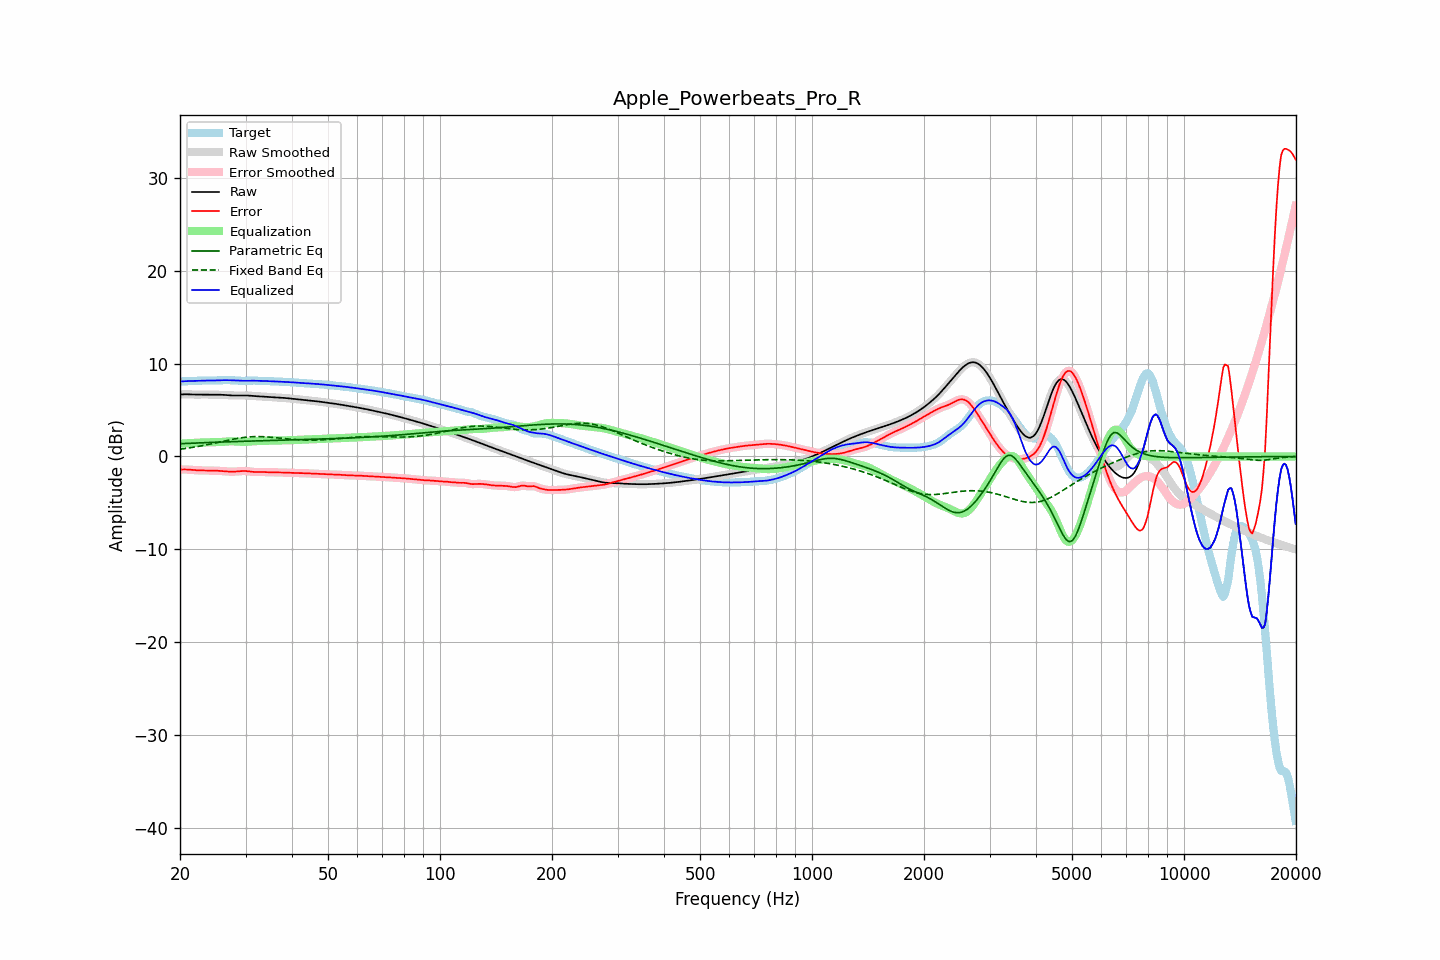 Apple_Powerbeats_Pro_R
Target
Raw Smoothed
Error Smoothed
Raw
Error
Equalization
Parametric Eq
Fixed Band Eq
Equalized
30
20
10
0
−10
−20
−30
−40
Amplitude (dBr)
20 50 100 200 500 1000 2000 5000 10000 20000
Frequency (Hz)